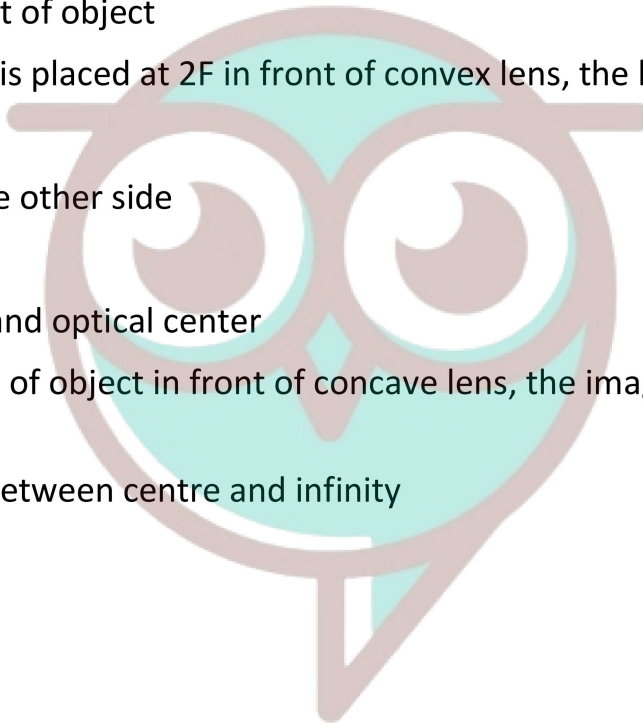 t of object
is placed at 2F in front of convex lens, the
e other side
nd optical center
of object in front of concave lens, the ima
etween centre and infinity